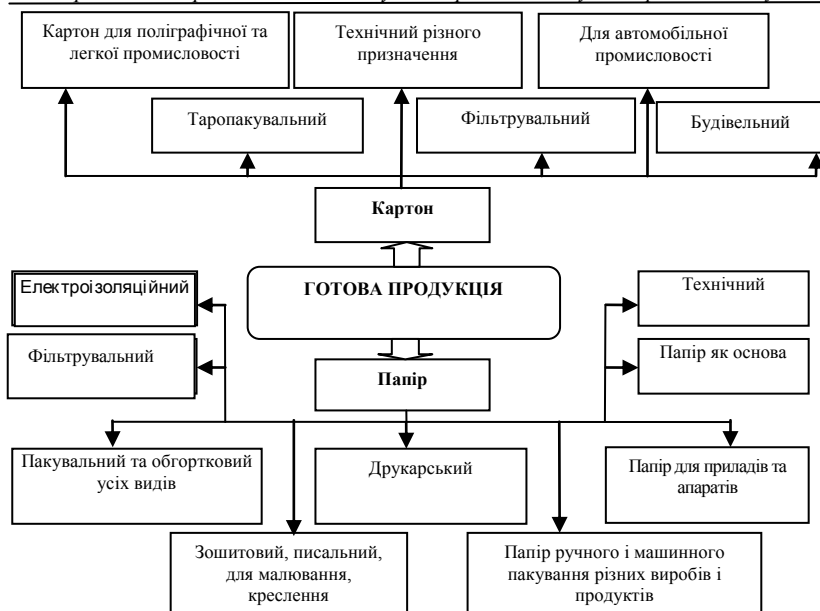 Картон для поліграфічної та
легкої промисловості
Технічний різного
призначення
Для автомобільної
промисловості
Таропакувальний
Фільтрувальний
Будівельний
Картон
ГОТОВА ПРОДУКЦІЯ
Електроізоляційний
Технічний
Фільтрувальний
Папір як основа
Папір
Пакувальний та обгортковий
усіх видів
Друкарський
Папір для приладів та
апаратів
Зошитовий, писальний,
для малювання,
креслення
Папір ручного і машинного
пакування різних виробів і
продуктів